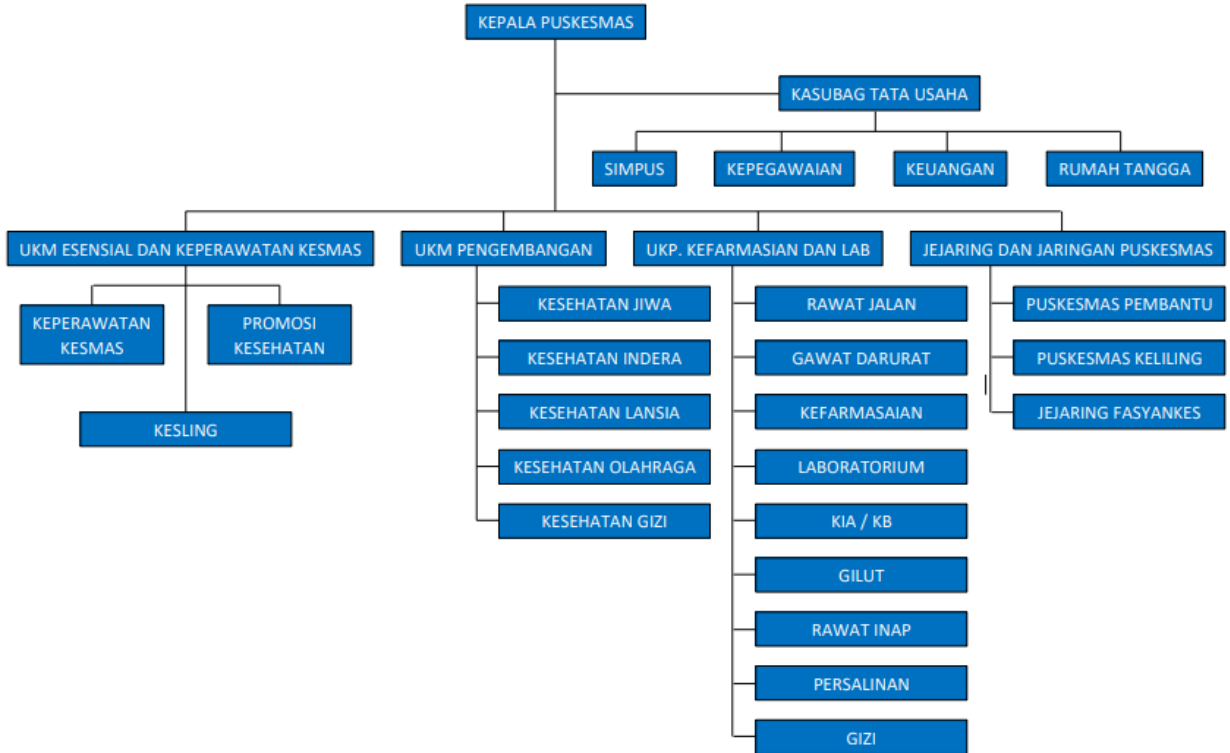 KEPALA PUSKESMAS
KASUBAG TATA USAHA
SIMPUS
KEPEGAWAIAN
KEUANGAN
RUMAH TANGGA
UKM ESENSIAL DAN KEPERAWATAN KESMAS
UKM PENGEMBANGAN
UKP. KEFARMASIAN DAN LAB
JEJARING DAN JARINGAN PUSKESMAS
KEPERAWATAN
KESMAS
PROMOSI
KESEHATAN
KESLING
KESEHATAN JIWA
KESEHATAN INDERA
KESEHATAN LANSIA
KESEHATAN OLAHRAGA
KESEHATAN GIZI
RAWAT JALAN
GAWAT DARURAT
KEFARMASAIAN
LABORATORIUM
KIA / KB
GILUT
RAWAT INAP
PERSALINAN
GIZI
PUSKESMAS PEMBANTU
PUSKESMAS KELILING
JEJARING FASYANKES